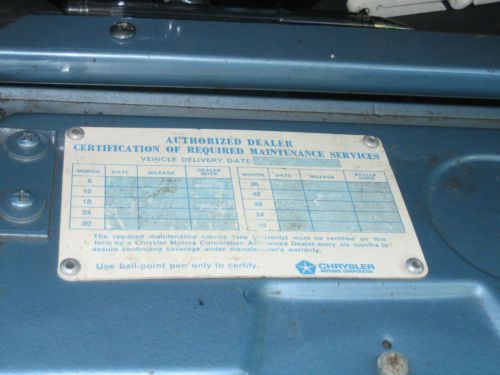 AUTHORIZED DEALER
CERTIFICATION OF REQUIRED MAINTENANCE SERVICES
VEHICLE DELIVERY DATE
MONTH DATE MILEAGE DEALER CODE MONTH DATE MILEAGE DEALER CODE
6 36
12 42
18 48
24 54
30
The required maintenance service (see warranty) must be certified on this
form by a Chrysler Motors Corporation Authorized Dealer every six months to
assure continuing coverage under manufacturer's warranty.
Use ball-point pen only to certify.
CHRYSLER
MOTORS CORPORATION